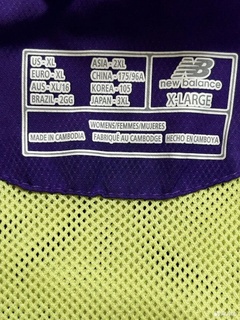 US-XL
EURO-XL
AUS-XL/16
BRAZIL-2GG
ASIA-2XL
CHINA-175/96A
KOREA-105
JAPAN-3XL
NB
new balance
X-LARGE
WOMENS/FEMMES/MUJERES
MADE IN CAMBODIA
FABRIQUÉ AU CAMBODGE
HECHO EN CAMBOYA